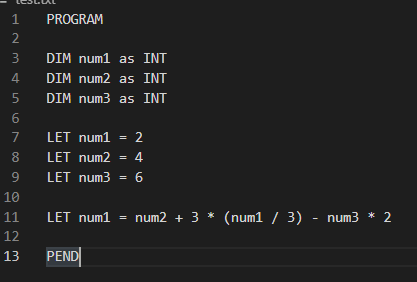 test.txt
1 PROGRAM
2
3 DIM num1 as INT
4 DIM num2 as INT
5 DIM num3 as INT
6
7 LET num1 = 2
8 LET num2 = 4
9 LET num3 = 6
10
11 LET num1 = num2 + 3 * (num1 / 3) - num3 * 2
12
13 PEND